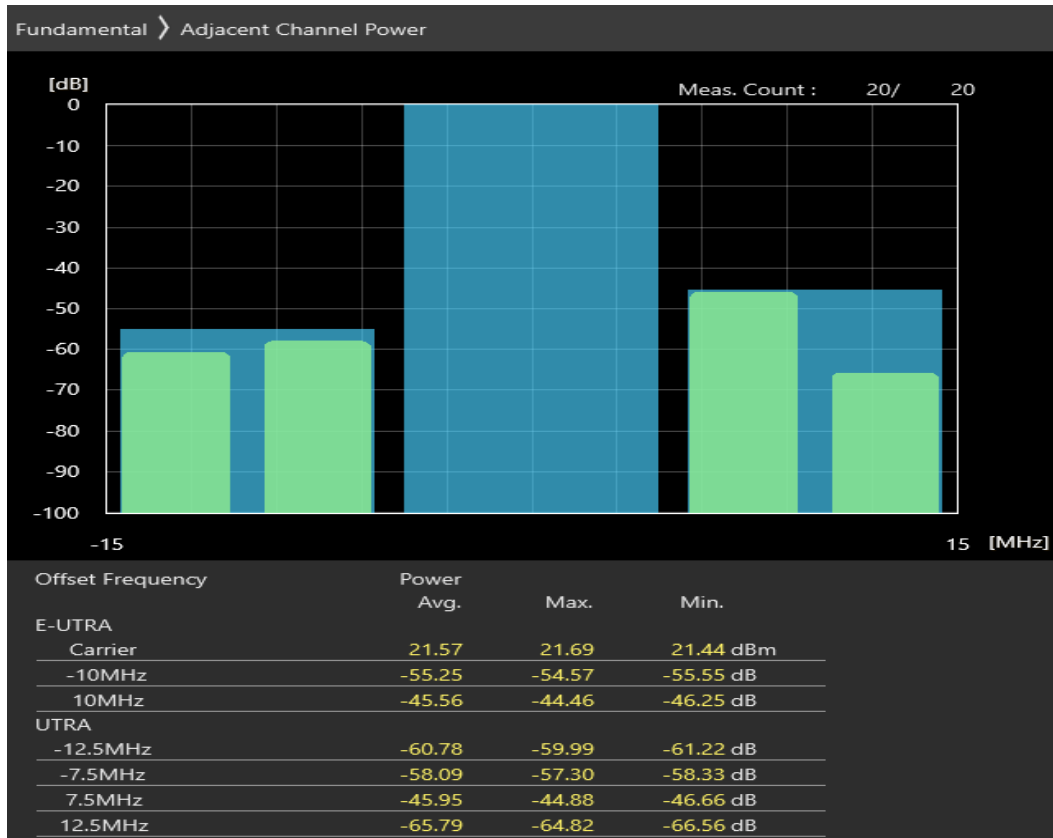 Fundamental 〉 Adjacent Channel Power
[dB]
Meas. Count : 20/ 20
0
-10
-20
-30
-40
-50
-60
-70
-80
-90
-100
-15 15 [MHz]
Offset Frequency Power
Avg. Max. Min.
E-UTRA
Carrier 21.57 21.69 21.44 dBm
-10MHz -55.25 -54.57 -55.55 dB
10MHz -45.56 -44.46 -46.25 dB
UTRA
-12.5MHz -60.78 -59.99 -61.22 dB
-7.5MHz -58.09 -57.30 -58.33 dB
7.5MHz -45.95 -44.88 -46.66 dB
12.5MHz -65.79 -64.82 -66.56 dB